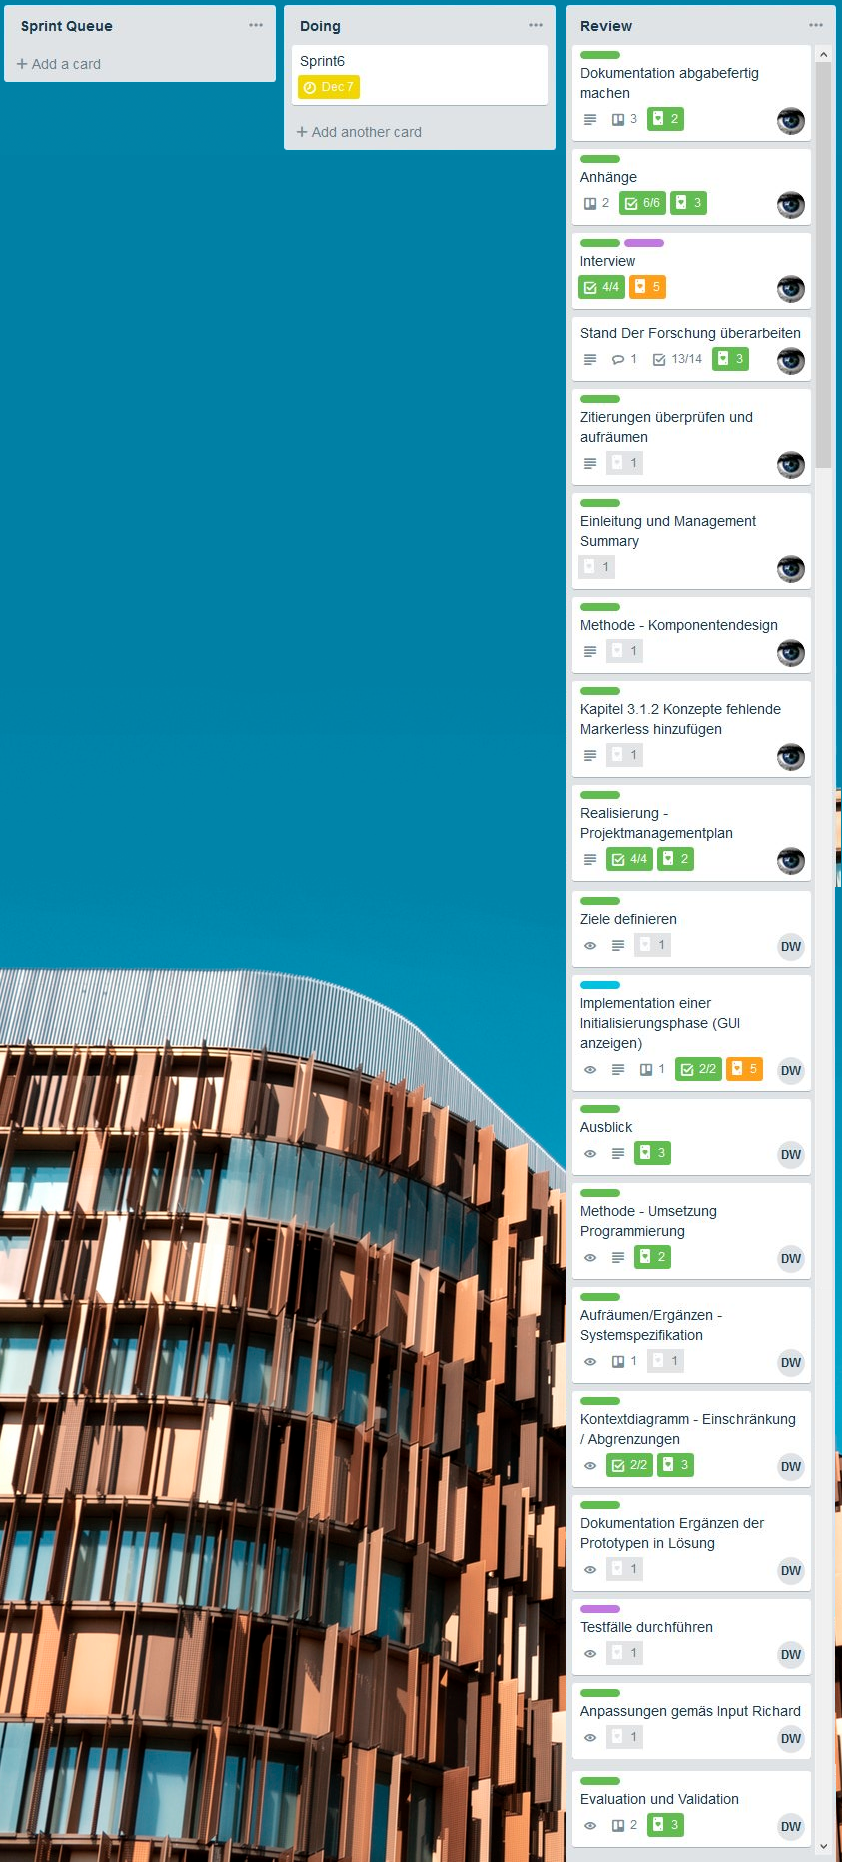 Sprint Queue
+ Add a card
Doing
Sprint6
Dec 7
+ Add another card
Review
Dokumentation abgabefertig
machen
3 2
Anhänge
2 6/6 3
Interview
4/4 5
Stand Der Forschung überarbeiten
1 13/14 3
Zitierungen überprüfen und
aufräumen
1
Einleitung und Management
Summary
1
Methode - Komponentendesign
1
Kapitel 3.1.2 Konzepte fehlende
Markerless hinzufügen
1
Realisierung -
Projektmanagementplan
4/4 2
Ziele definieren
1 DW
Implementation einer
Initialisierungsphase (GUI
anzeigen)
1 2/2 5 DW
Ausblick
3 DW
Methode - Umsetzung
Programmierung
2 DW
Aufräumen/Ergänzen -
Systemspezifikation
1 1 DW
Kontextdiagramm - Einschränkung
/ Abgrenzungen
2/2 3 DW
Dokumentation Ergänzen der
Prototypen in Lösung
1 DW
Testfälle durchführen
1 DW
Anpassungen gemäs Input Richard
1 DW
Evaluation und Validation
2 3 DW